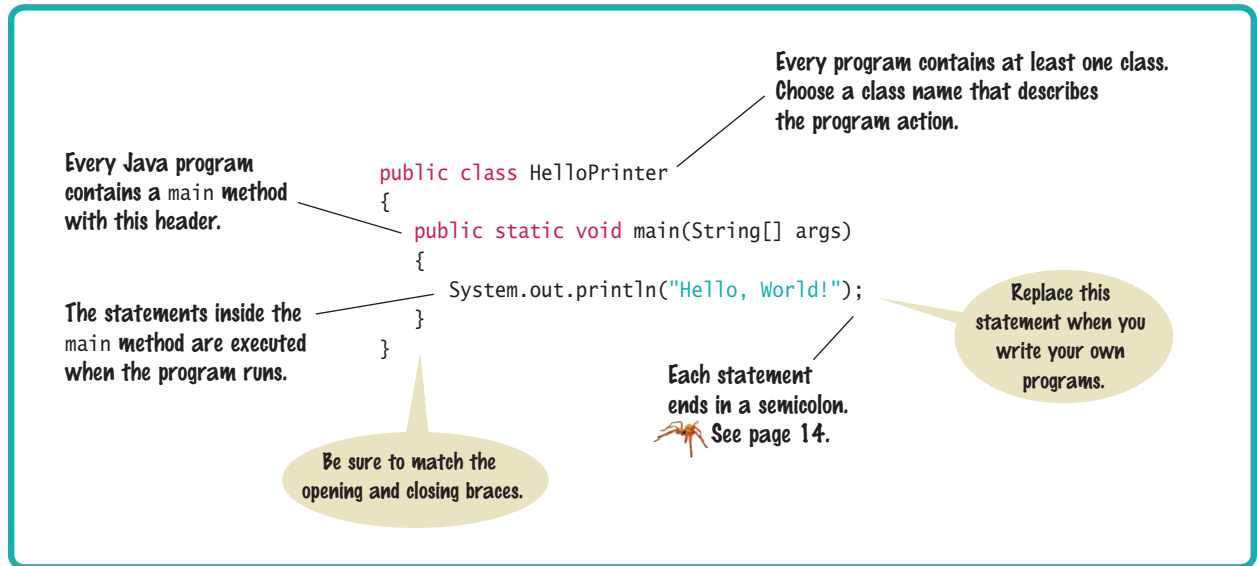 Every program contains at least one class.
Choose a class name that describes
the program action.
Every Java program
contains a main method
with this header.
public class HelloPrinter
{
public static void main(String[] args)
{
System.out.println("Hello, World!");
}
}
The statements inside the
main method are executed
when the program runs.
Replace this
statement when you
write your own
programs.
Each statement
ends in a semicolon.
See page 14.
Be sure to match the
opening and closing braces.